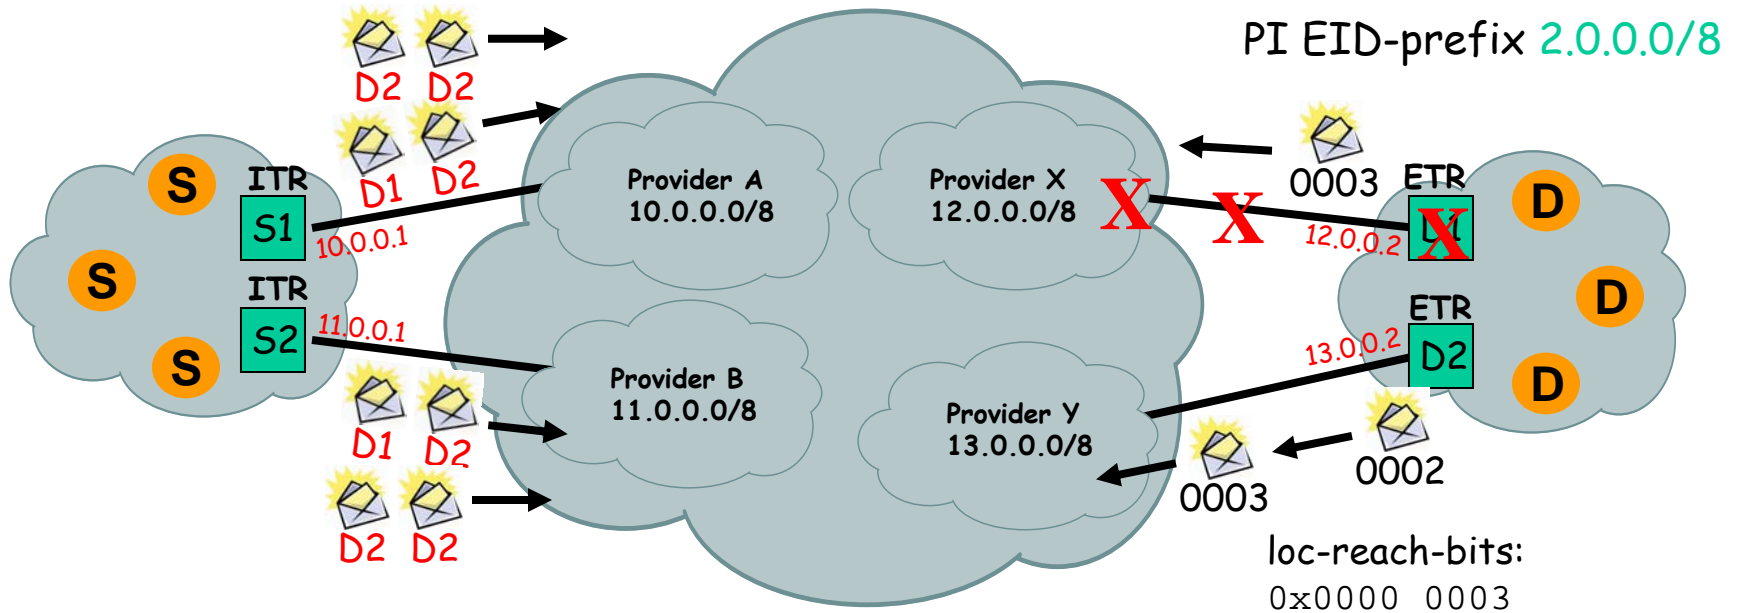 PI EID-prefix 2.0.0.0/8
D2 D2
D1 D2
S
S
S
ITR
S1
10.0.0.1
ITR
S2
11.0.0.1
D1 D2
D2 D2
Provider A
10.0.0.0/8
Provider X
12.0.0.0/8
Provider B
11.0.0.0/8
Provider Y
13.0.0.0/8
X
X
0003
ETR
D1
X
12.0.0.2
ETR
D2
13.0.0.2
D
D
D
0003
0002
loc-reach-bits:
0x0000 0003